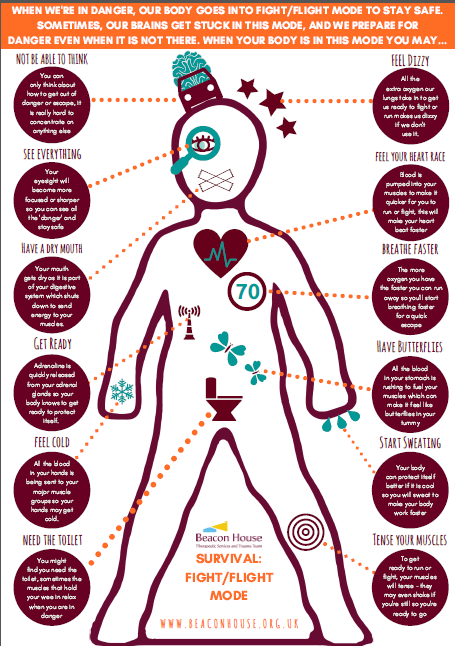 WHEN WE'RE IN DANGER, OUR BODY GOES INTO FIGHT/FLIGHT MODE TO STAY SAFE.
SOMETIMES, OUR BRAINS GET STUCK IN THIS MODE, AND WE PREPARE FOR
DANGER EVEN WHEN IT IS NOT THERE. WHEN YOUR BODY IS IN THIS MODE YOU MAY...
NOT BE ABLE TO THINK
You can
only think about
how to get out of
danger or escape, it
is really hard to
concentrate on
anything else
SEE EVERYTHING
Your
eyesight will
become more
focused or sharper
so you can see all
the 'danger' and
stay safe
HAVE A DRY MOUTH
Your mouth
gets dry as it is part
of your digestive
system which shuts
down to send
energy to your
muscles.
GET READY
Adrenaline is
quickly released
from your adrenal
glands so your
body knows to get
ready to protect
itself.
FEEL COLD
All the blood
in your hands is
being sent to your
major muscle
groups so your
hands may get
cold.
NEED THE TOILET
You might
find you need the
toilet, sometimes the
muscles that hold
your wee in relax
when you are in
danger
FEEL DIZZY
All the
extra oxygen our
lungs take in to get
us ready to fight or
run makes us dizzy
if we don't
use it.
FEEL YOUR HEART RACE
Blood is
pumped into your
muscles to make it
quicker for you to
run or fight, this will
make your heart
beat faster
BREATHE FASTER
The more
oxygen you have
the faster you can run
away so you'll start
breathing faster
for a quick
escape
HAVE BUTTERFLIES
All the blood
in your stomach is
rushing to fuel your
muscles which can
make it feel like
butterflies in your
tummy
START SWEATING
Your body
can protect itself
better if it is cool
so you will sweat to
make your body
work faster
TENSE YOUR MUSCLES
To get
ready to run or
fight, your muscles
will tense - they
may even shake if
you're still so you're
ready to go
70
Beacon House
Therapeutic Services and Trauma Team
SURVIVAL:
FIGHT/FLIGHT
MODE
WWW.BEACONHOUSE.ORG.UK